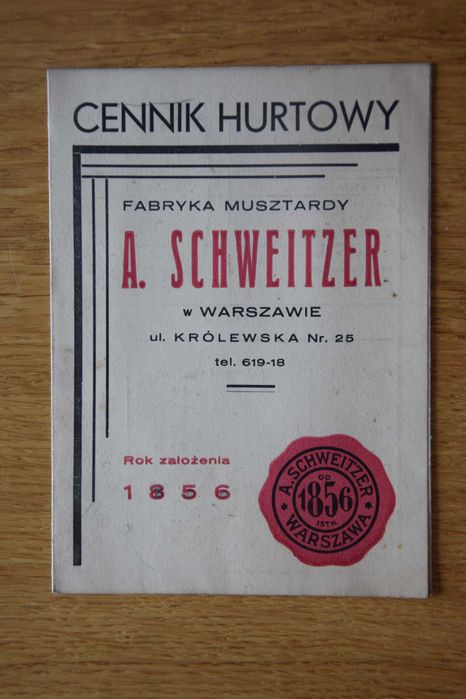 CENNIK HURTOWY
FABRYKA MUSZTARDY
A. SCHWEITZER
w WARSZAWIE
ul. KRÓLEWSKA Nr. 25
tel. 619-18
Rok założenia
1856
A. SCHWEITZER
OD
1856
ISTN.
WARSZAWA